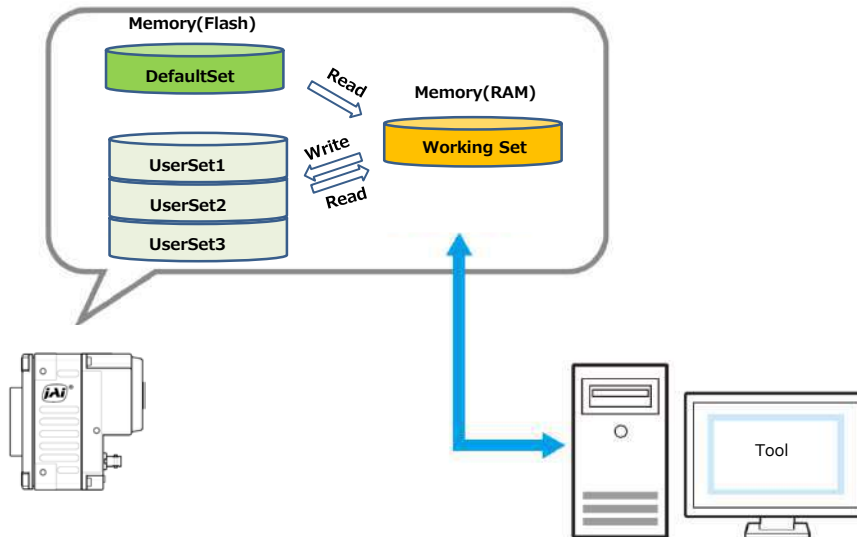 Memory(Flash)
DefaultSet
Read
Memory(RAM)
Working Set
Write
Read
UserSet1
UserSet2
UserSet3
JAI®
Tool